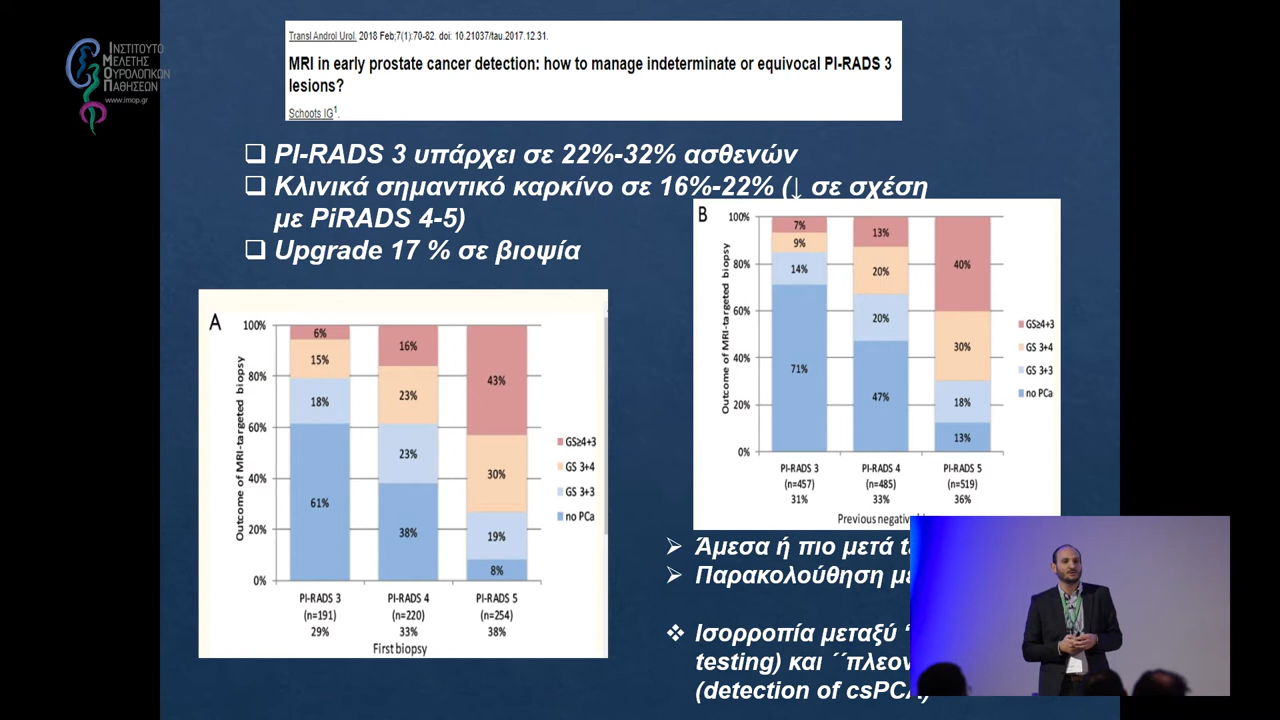 ΙΝΣΤΙΤΟΥΤΟ
ΜΕΛΕΤΗΣ
ΟΥΡΟΛΟΓΙΚΩΝ
ΠΑΘΗΣΕΩΝ
www.imop.gr
Transl Androl Urol. 2018 Feb;7(1):70-82. doi: 10.21037/tau.2017.12.31.
MRI in early prostate cancer detection: how to manage indeterminate or equivocal PI-RADS 3
lesions?
Schoots IG1.
❑ PI-RADS 3 υπάρχει σε 22%-32% ασθενών
❑ Κλινικά σημαντικό καρκίνο σε 16%-22% (↓ σε σχέση
με PiRADS 4-5)
❑ Upgrade 17 % σε βιοψία
A
Outcome of MRI-targeted biopsy
100%
80%
60%
40%
20%
0%
6%
15%
18%
61%
16%
23%
23%
38%
43%
30%
19%
8%
GS≥4+3
GS 3+4
GS 3+3
no PCa
PI-RADS 3 PI-RADS 4 PI-RADS 5
(n=191) (n=220) (n=254)
29% 33% 38%
First biopsy
B
Outcome of MRI-targeted biopsy
100%
80%
60%
40%
20%
0%
7%
9%
14%
71%
13%
20%
20%
47%
40%
30%
18%
13%
GS≥4+3
GS 3+4
GS 3+3
no PCa
PI-RADS 3 PI-RADS 4 PI-RADS 5
(n=457) (n=485) (n=519)
31% 33% 36%
Previous negative
➢ Άμεσα ή πιο μετά
➢ Παρακολούθηση
❖ Ισορροπία μεταξύ
testing) και
(detection of csPCA)